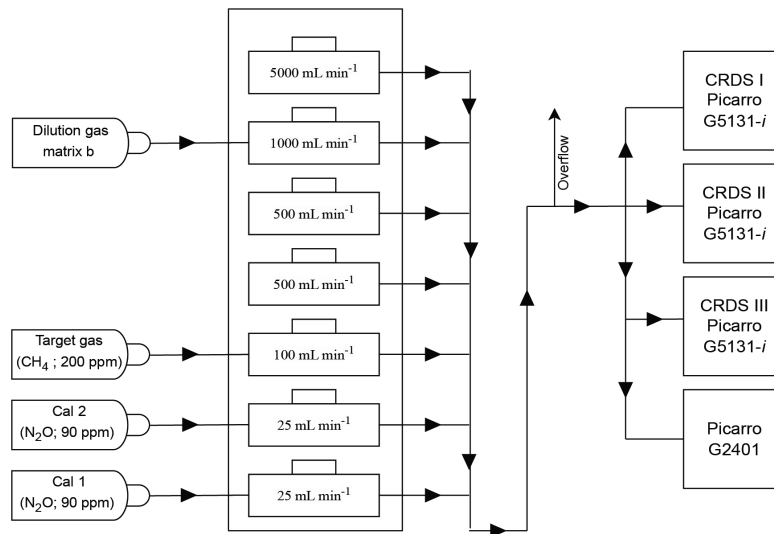 5000 mL min⁻¹
Dilution gas
matrix b
1000 mL min⁻¹
500 mL min⁻¹
500 mL min⁻¹
Target gas
(CH₄ ; 200 ppm)
100 mL min⁻¹
Cal 2
(N₂O; 90 ppm)
25 mL min⁻¹
Cal 1
(N₂O; 90 ppm)
25 mL min⁻¹
Overflow
CRDS I
Picarro
G5131-i
CRDS II
Picarro
G5131-i
CRDS III
Picarro
G5131-i
Picarro
G2401